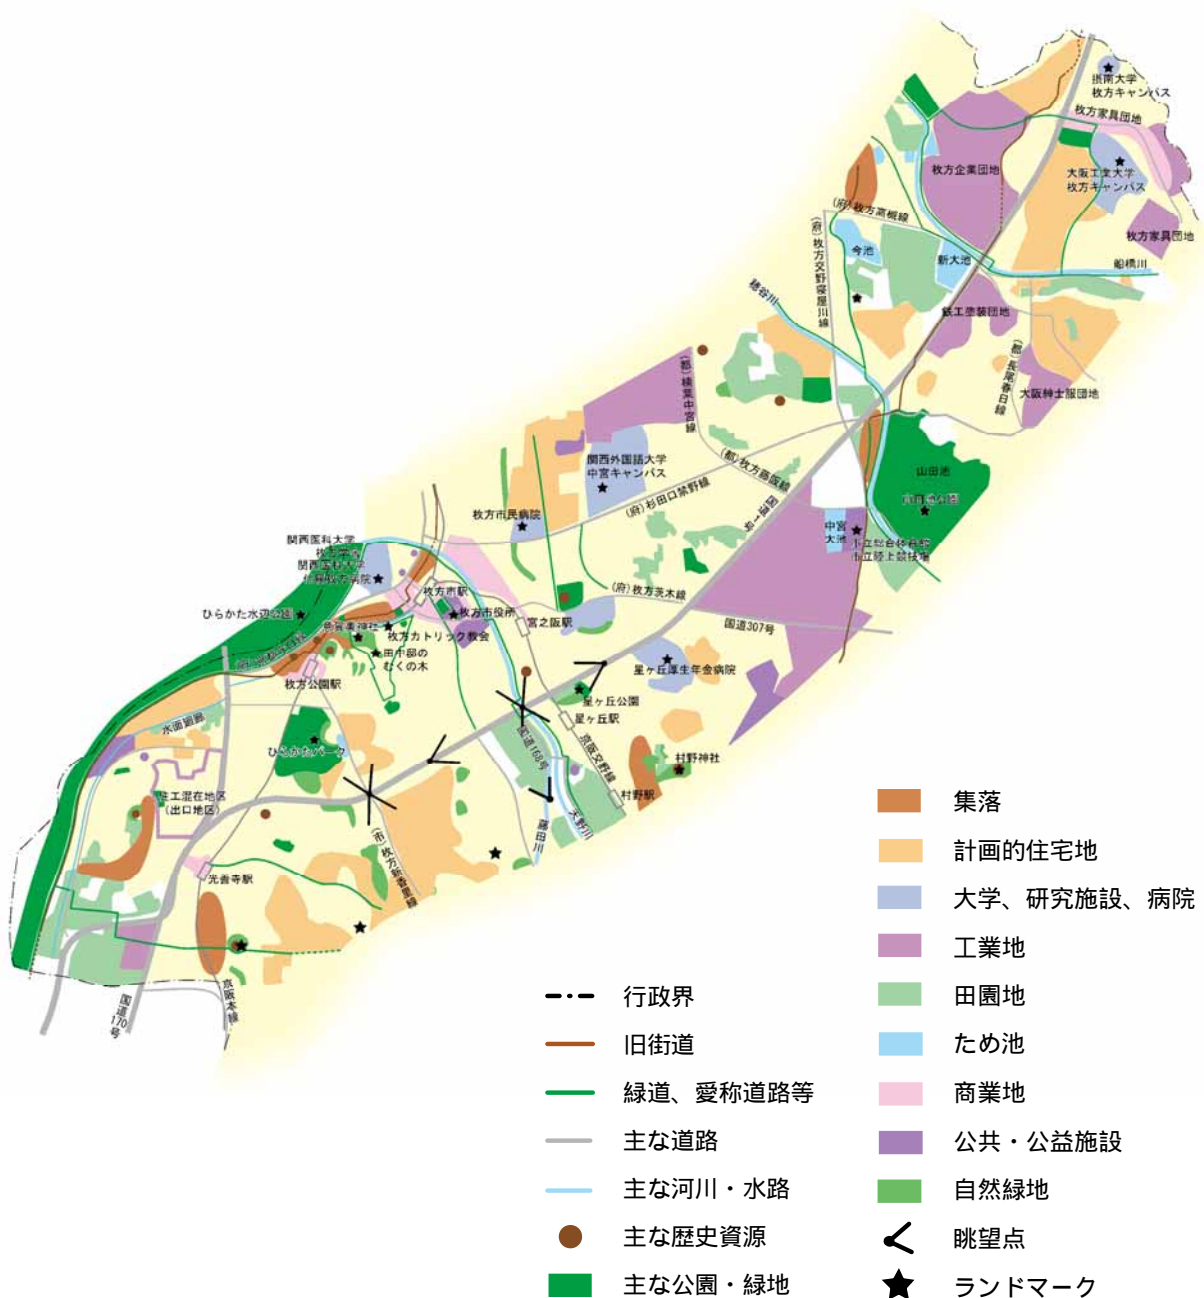 摂南大学
枚方キャンパス
枚方家具団地
枚方企業団地
大阪工業大学
枚方キャンパス
(府)枚方高槻線
枚方家具団地
(府)枚方交野寝屋川線
今池
新大池
船橋川
穂谷川
鉄工塗装団地
(都)長尾春日線
(都)楠葉中宮線
大阪紳士服団地
関西外国語大学
中宮キャンパス
(都)枚方藤阪線
山田池
山田池公園
(府)杉田口禁野線
国道1号
枚方市民病院
中宮
大池
市立総合体育館
市立陸上競技場
関西医科大学
関西医科大学
枚方市駅
(府)枚方茨木線
ひらかた水辺公園
枚方市役所
宮之阪駅
国道307号
意賀美神社
枚方カトリック教会
田中邸の
むくの木
星ヶ丘厚生年金病院
枚方公園駅
星ヶ丘公園
星ヶ丘駅
水面廻廊
国道168号
京阪交野線
ひらかたパーク
村野神社
住工混在地区
(出口地区)
村野駅
天野川
藤田川
(市)枚方新香里線
光善寺駅
京阪本線
国道
170
号
集落
計画的住宅地
大学、研究施設、病院
工業地
田園地
ため池
商業地
公共・公益施設
自然緑地
眺望点
ランドマーク
行政界
旧街道
緑道、愛称道路等
主な道路
主な河川・水路
主な歴史資源
主な公園・緑地